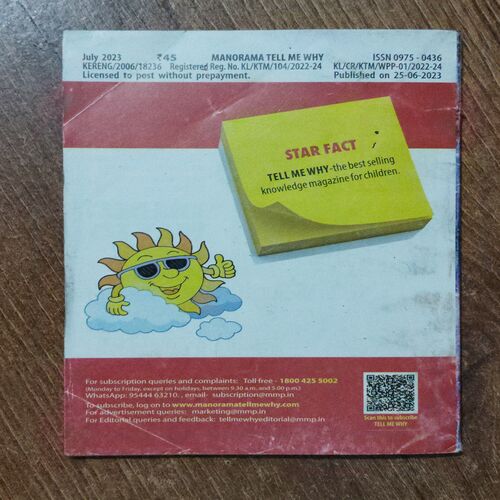 July 2023 ₹45 MANORAMA TELL ME WHY ISSN 0975 - 0436
KERENG/2006/18236 Registered Reg. No. KL/KTM/104/2022-24 KL/CR/KTM/WPP-01/2022-24
Licensed to post without prepayment. Published on 25-06-2023
STAR FACT
TELL ME WHY-the best selling
knowledge magazine for children.
For subscription queries and complaints: Toll free - 1800 425 5002
(Monday to Friday, except on holidays, between 9.30 a.m. and 5.00 p.m.)
WhatsApp: 95444 63210. , email- subscription@mmp.in
To subscribe, log on to www.manoramatellmewhy.com
For advertisement queries: marketing@mmp.in
For Editorial queries and feedback: tellmewhyeditorial@mmp.in
Scan this to subscribe
TELL ME WHY